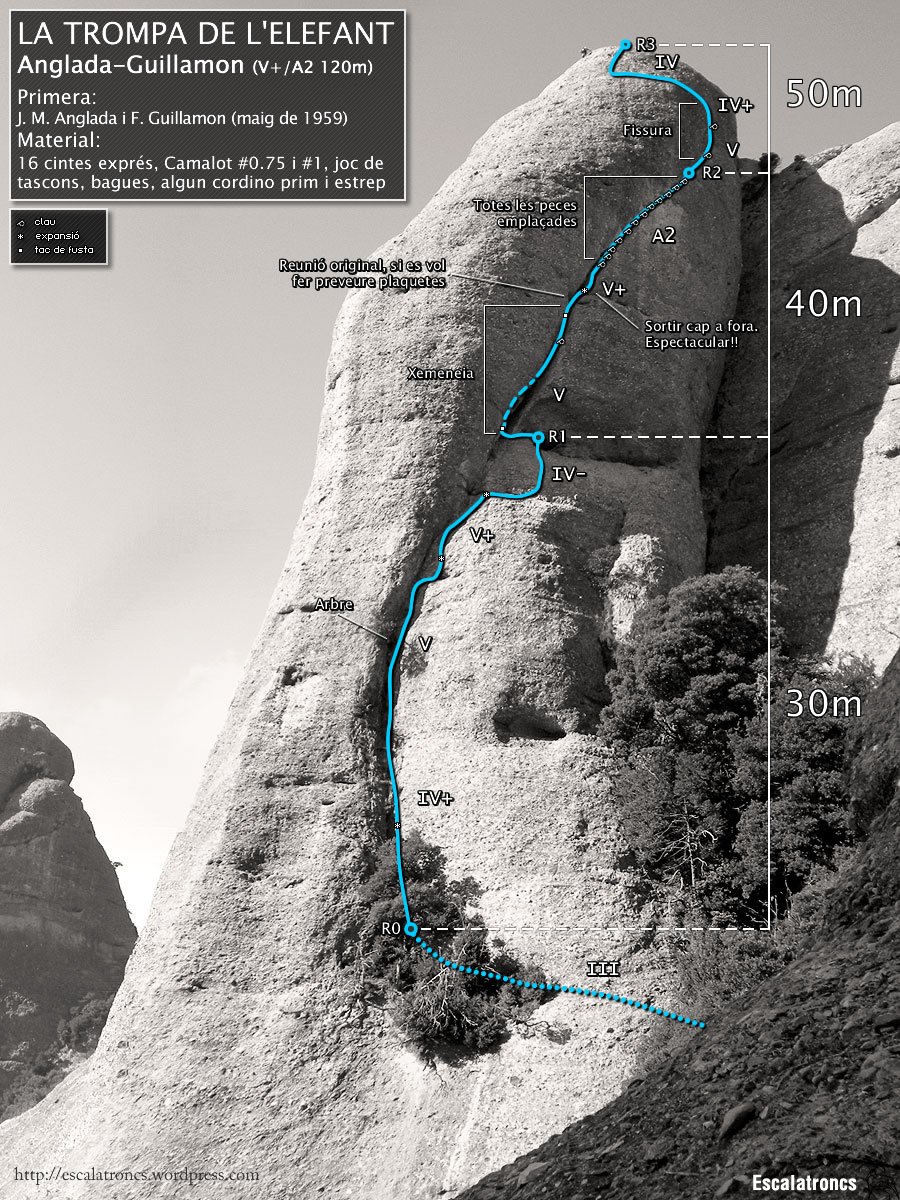 LA TROMPA DE L'ELEFANT
Anglada-Guillamon (V+/A2 120m)
Primera:
J. M. Anglada i F. Guillamon (maig de 1959)
Material:
16 cintes exprés, Camalot #0.75 i #1, joc de
tascons, bagues, algun cordino prim i estrep
clau
expansió
tac de fusta
R3
IV
50m
IV+
Fissura
V
R2
Totes les peces
emplaçades
A2
Reunió original, si es vol
fer preveure plaquetes
V+
40m
Sortir cap a fora.
Espectacular!!
Xemeneia
V
R1
IV-
V+
Arbre
V
30m
IV+
R0
III
http://escalatroncs.wordpress.com
Escalatroncs